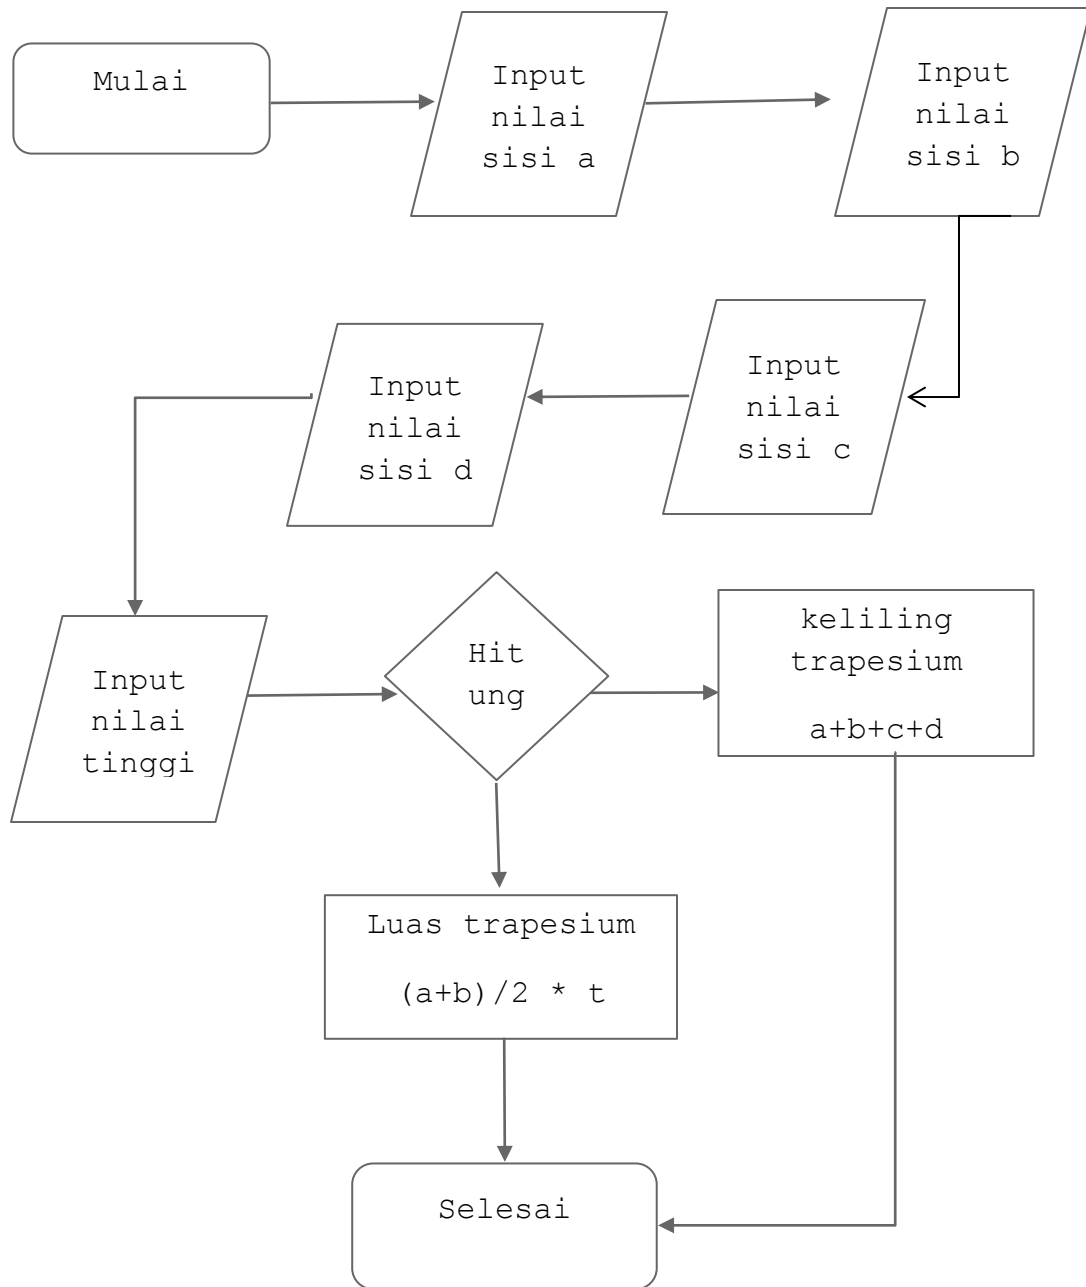 Mulai
Input
nilai
sisi a
Input
nilai
sisi b
Input
nilai
sisi c
Input
nilai
sisi d
Input
nilai
tinggi
Hit
ung
keliling
trapesium
a+b+c+d
Luas trapesium
(a+b)/2 * t
Selesai